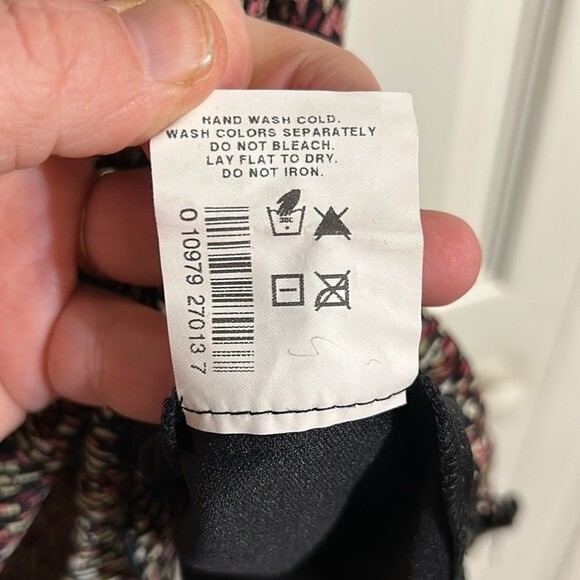 HAND WASH COLD.
WASH COLORS SEPARATELY
DO NOT BLEACH.
LAY FLAT TO DRY.
DO NOT IRON.
30C
0 10979 27013 7